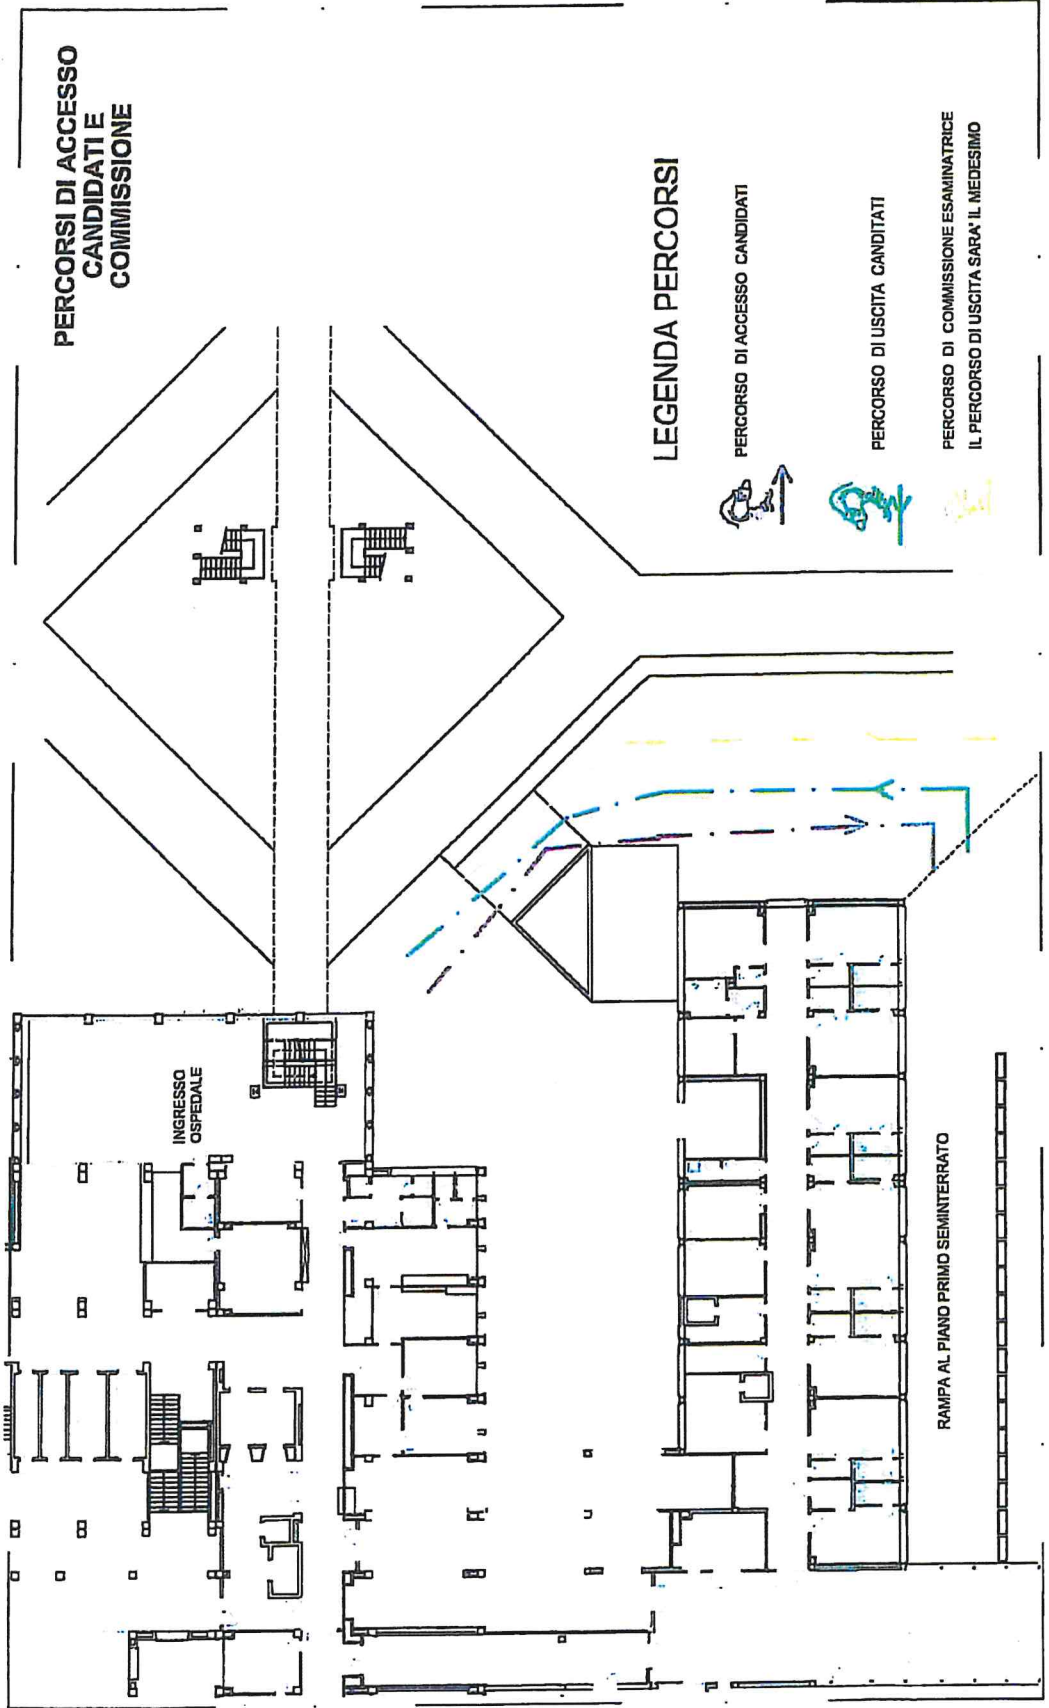 PERCORSI DI ACCESSO
CANDIDATI E
COMMISSIONE
LEGENDA PERCORSI
PERCORSO DI ACCESSO CANDIDATI
PERCORSO DI USCITA CANDITATI
PERCORSO DI COMMISSIONE ESAMINATRICE
IL PERCORSO DI USCITA SARA' IL MEDESIMO
INGRESSO
OSPEDALE
RAMPA AL PIANO PRIMO SEMINTERRATO